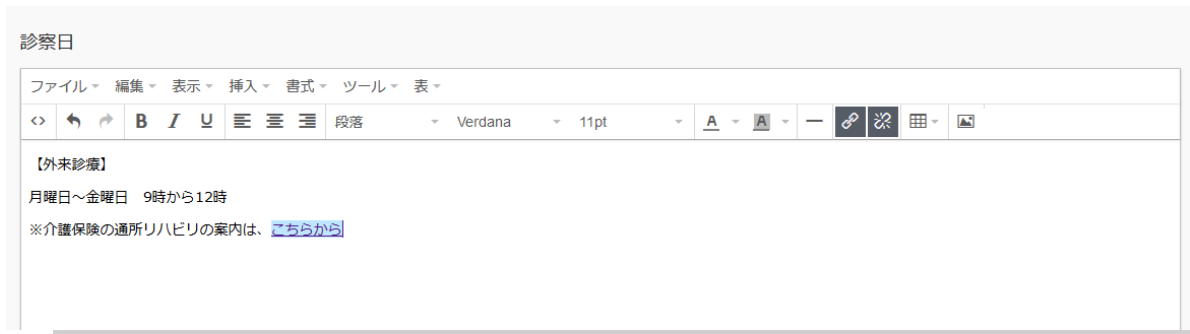 診察日
ファイル 編集 表示 挿入 書式 ツール 表
<> B I U 段落 Verdana 11pt A A
【外来診療】
月曜日～金曜日　9時から12時
※介護保険の通所リハビリの案内は、こちらから